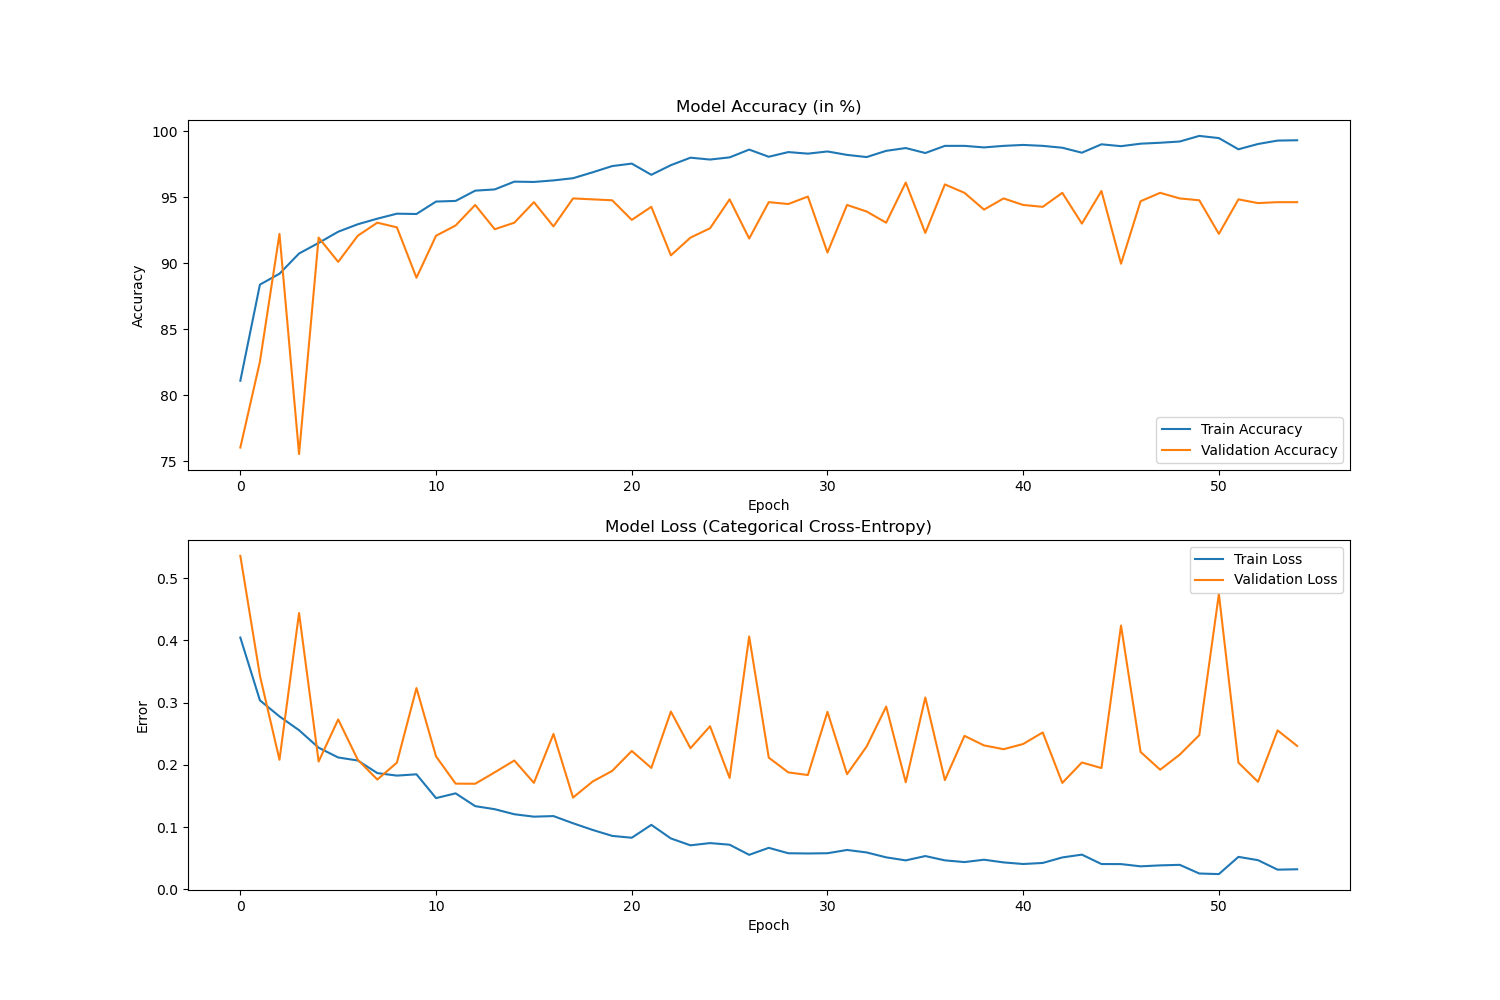 Model Accuracy (in %)
100
95
90
85
80
75
Accuracy
Train Accuracy
Validation Accuracy
0 10 20 30 40 50
Epoch
Model Loss (Categorical Cross-Entropy)
Train Loss
Validation Loss
0.5
0.4
0.3
0.2
0.1
0.0
Error
0 10 20 30 40 50
Epoch